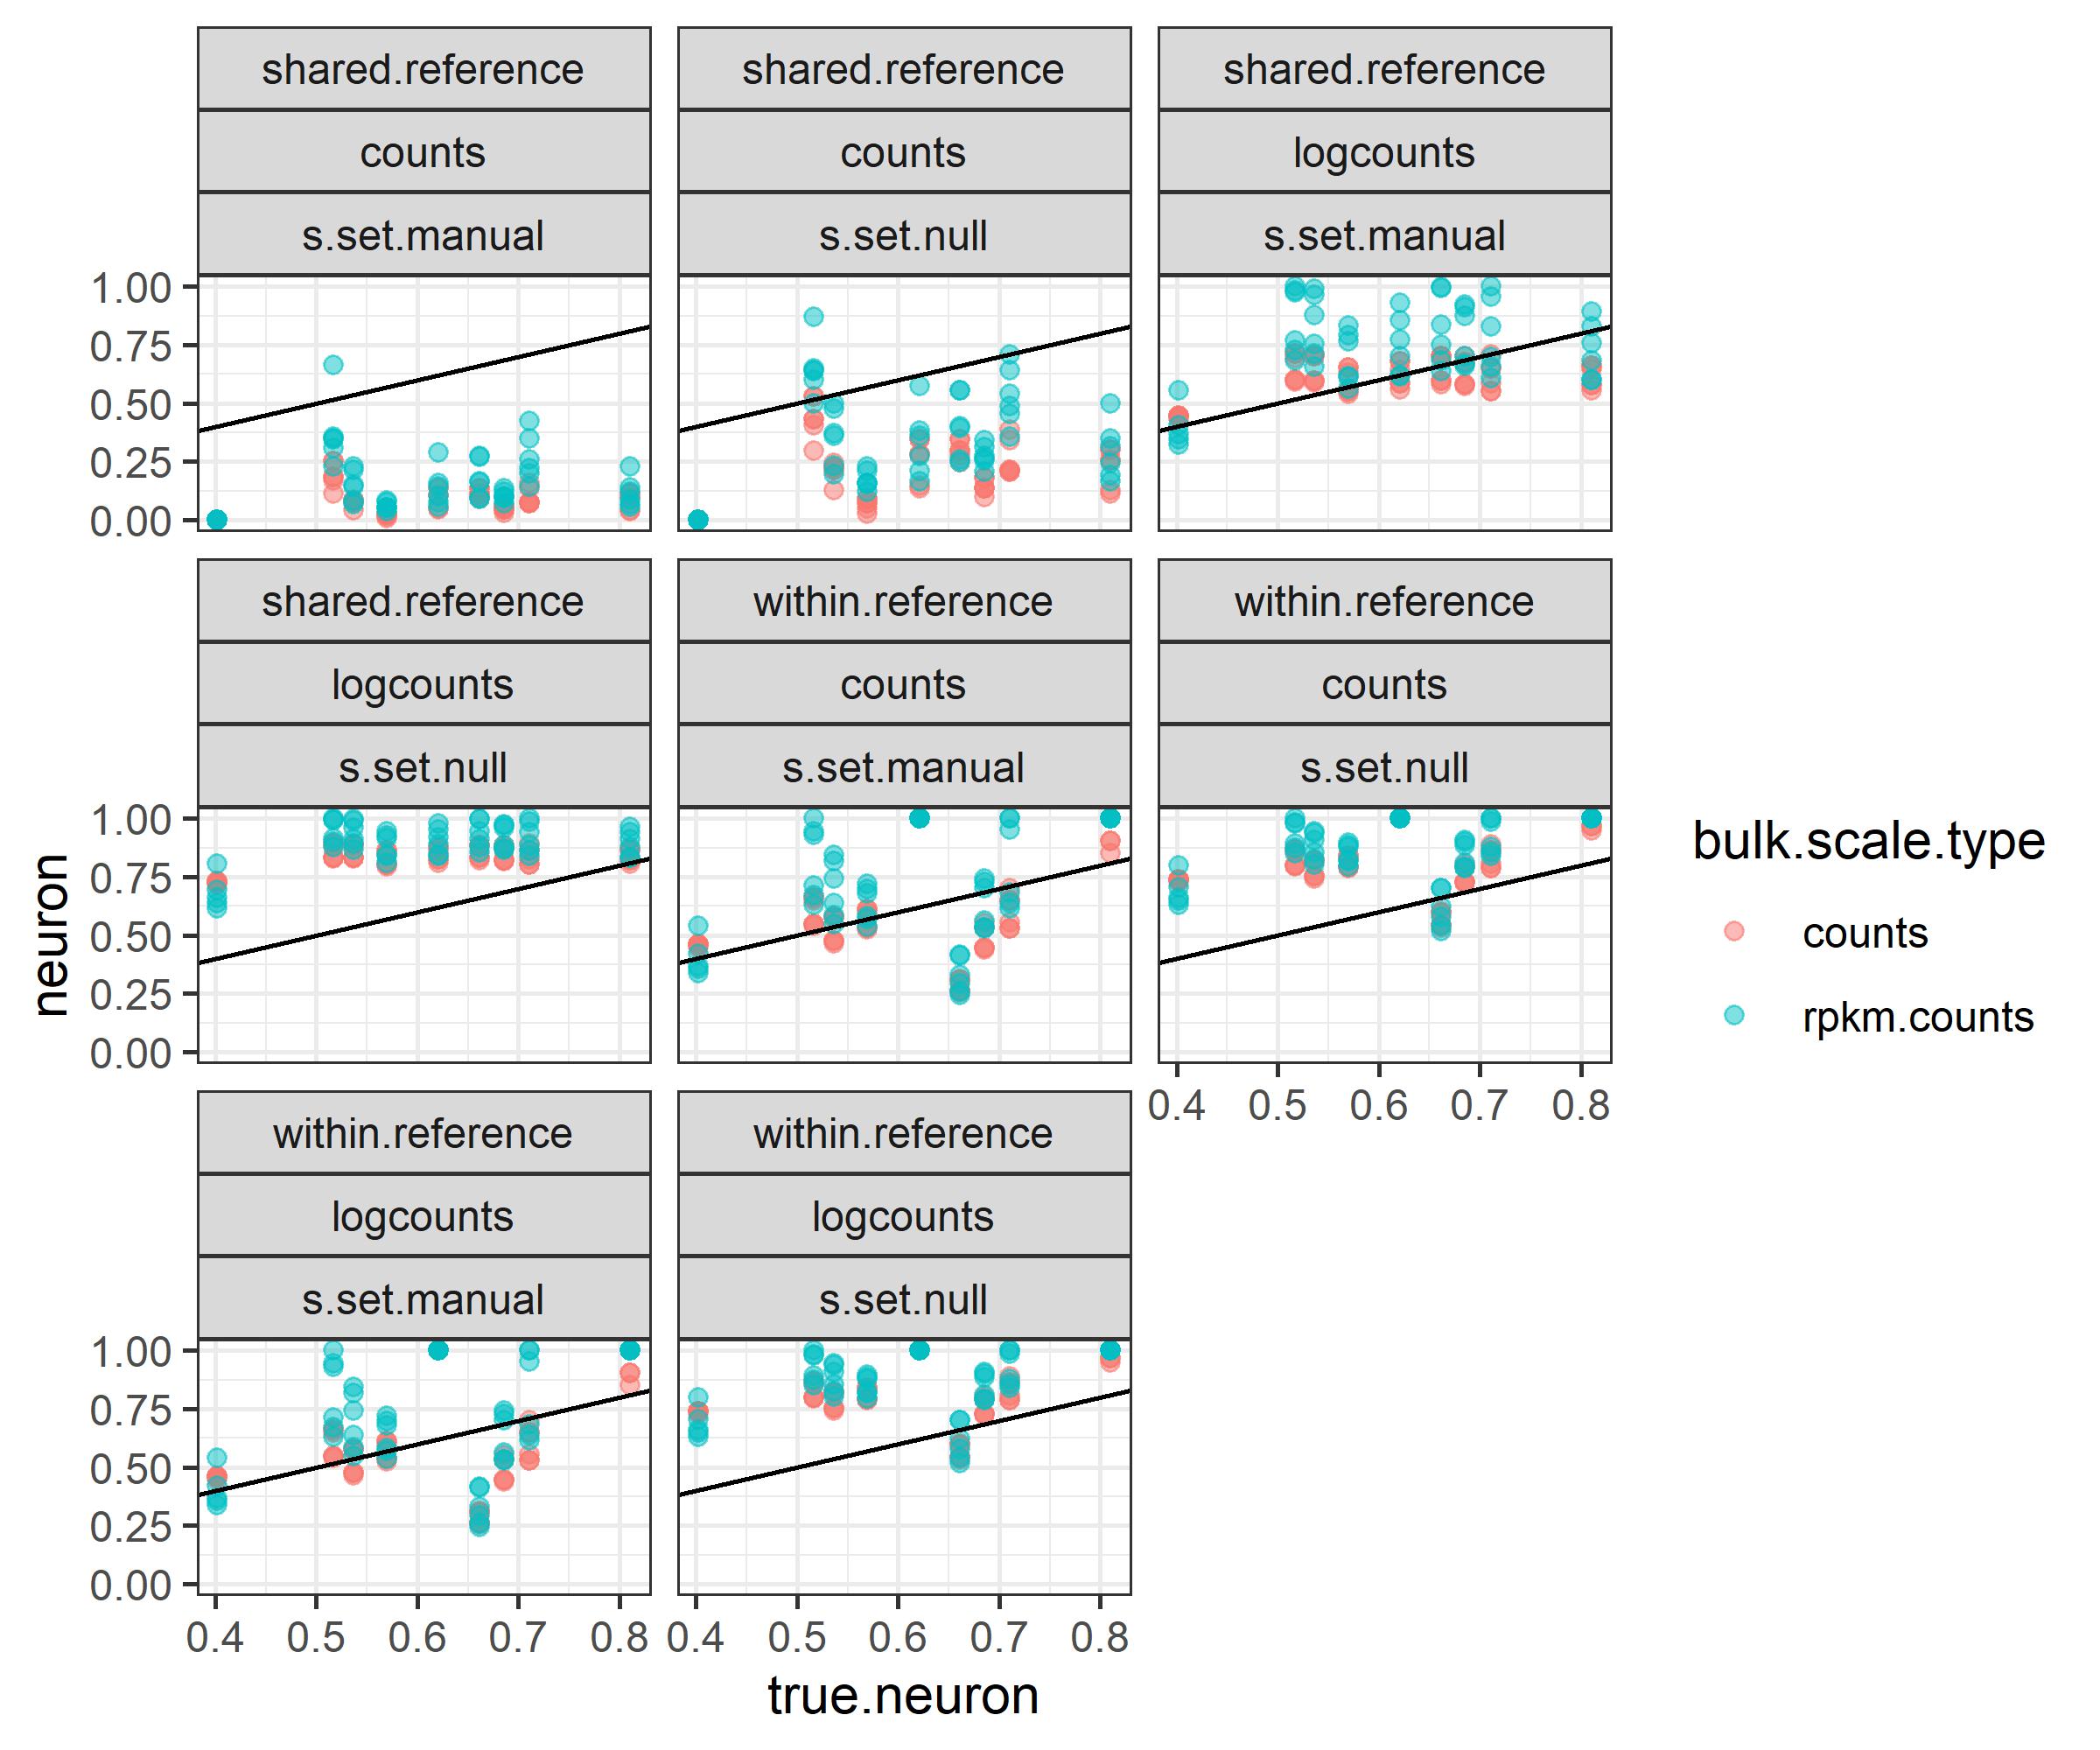 shared.reference shared.reference shared.reference
counts counts logcounts
s.set.manual s.set.null s.set.manual
1.00
0.75
0.50
0.25
0.00
shared.reference within.reference within.reference
logcounts counts counts
s.set.null s.set.manual s.set.null
1.00
0.75
0.50
0.25
0.00
neuron
0.4 0.5 0.6 0.7 0.8
within.reference within.reference
logcounts logcounts
s.set.manual s.set.null
1.00
0.75
0.50
0.25
0.00
0.4 0.5 0.6 0.7 0.8 0.4 0.5 0.6 0.7 0.8
true.neuron
bulk.scale.type
counts
rpkm.counts